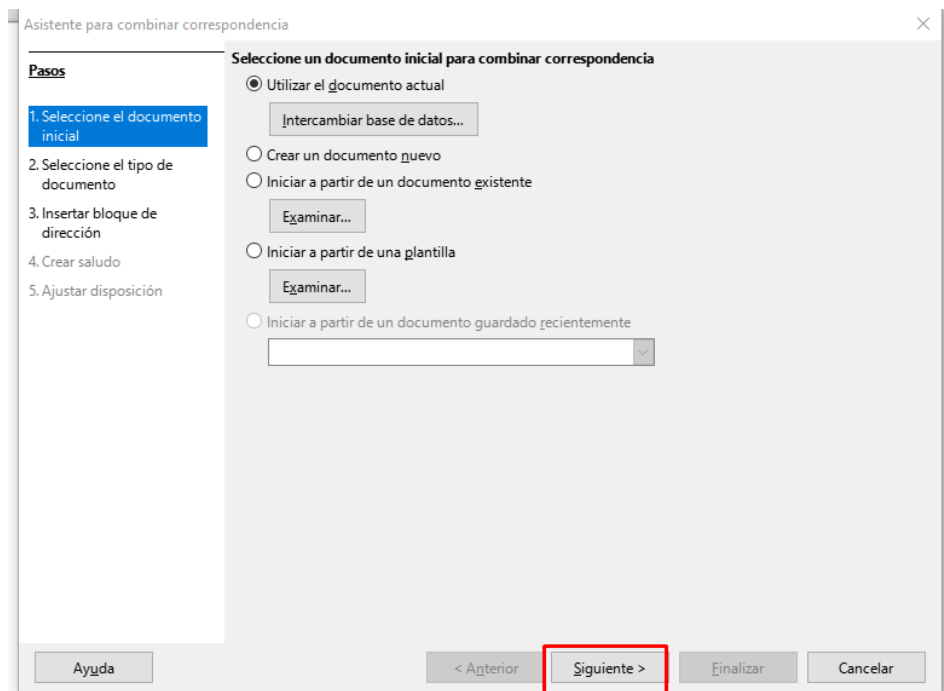 Asistente para combinar correspondencia
Pasos
1. Seleccione el documento
inicial
2. Seleccione el tipo de
documento
3. Insertar bloque de
dirección
4. Crear saludo
5. Ajustar disposición
Seleccione un documento inicial para combinar correspondencia
Utilizar el documento actual
Intercambiar base de datos...
Crear un documento nuevo
Iniciar a partir de un documento existente
Examinar...
Iniciar a partir de una plantilla
Examinar...
Iniciar a partir de un documento guardado recientemente
Ayuda
< Anterior
Siguiente >
Finalizar
Cancelar